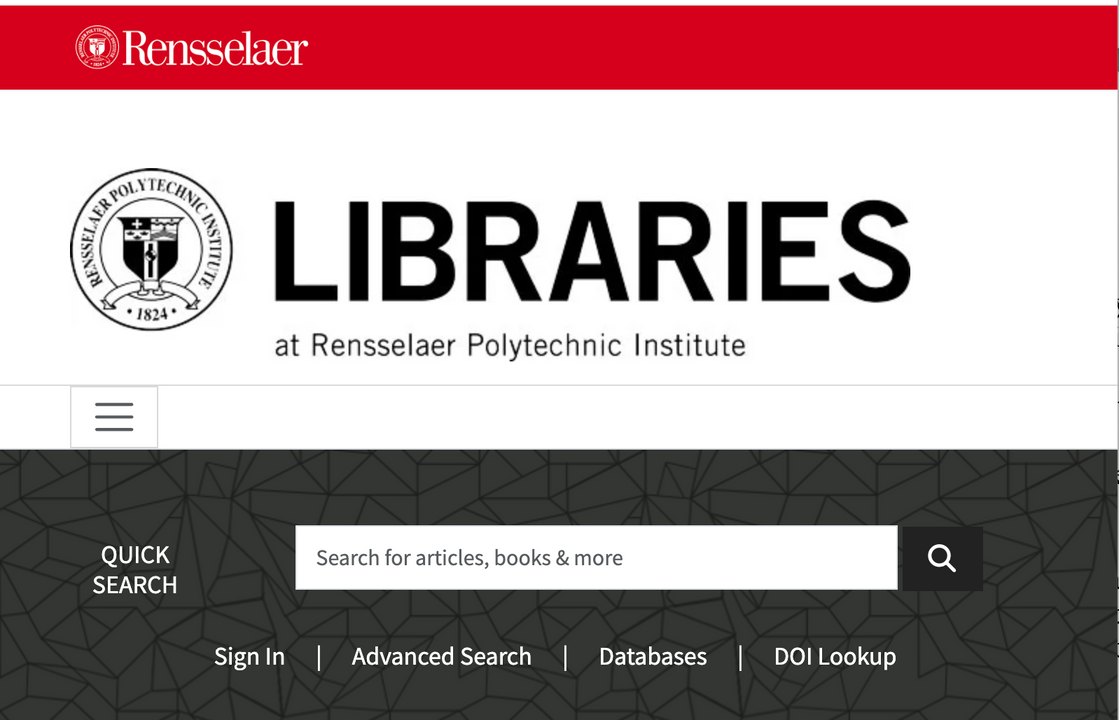 Rensselaer
RENSSELAER POLYTECHNIC INSTITUTE
• 1824 •
LIBRARIES
at Rensselaer Polytechnic Institute
QUICK
SEARCH
Search for articles, books & more
Sign In | Advanced Search | Databases | DOI Lookup